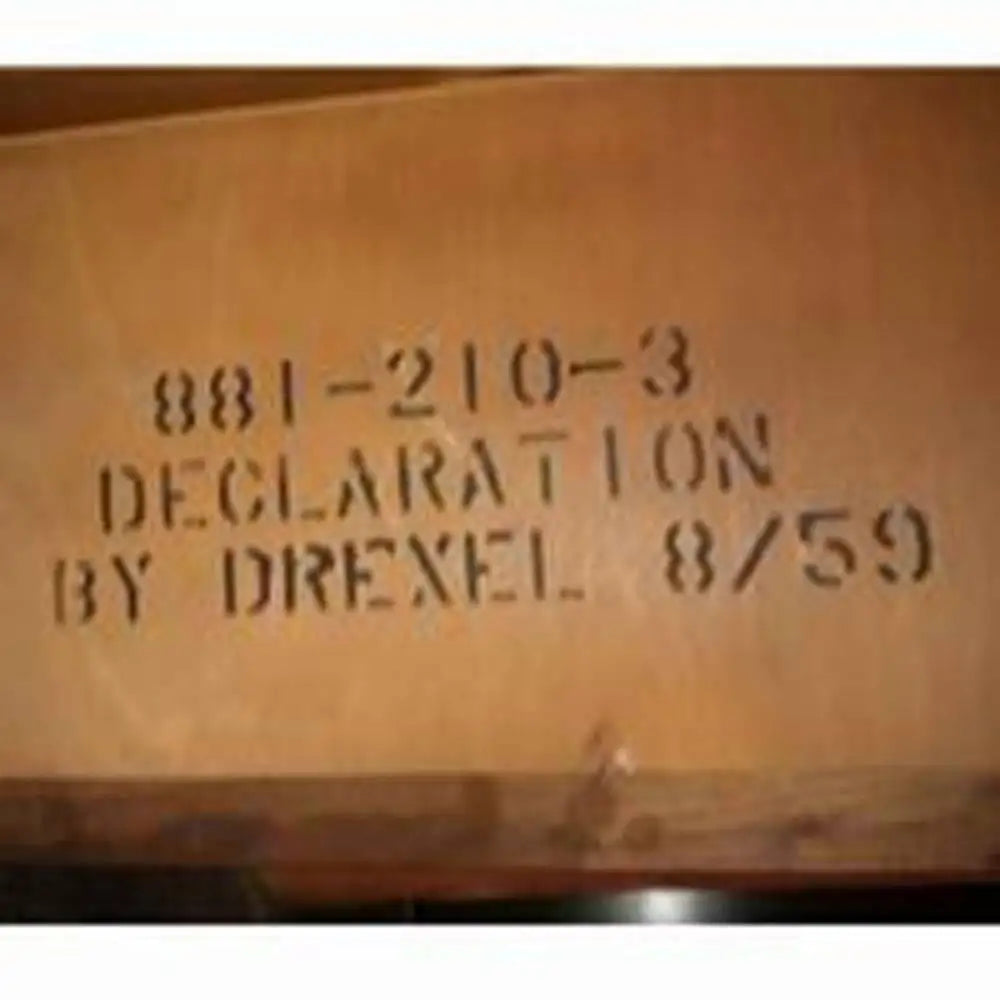 881-210-3
DECLARATION
BY DREXEL 8/59